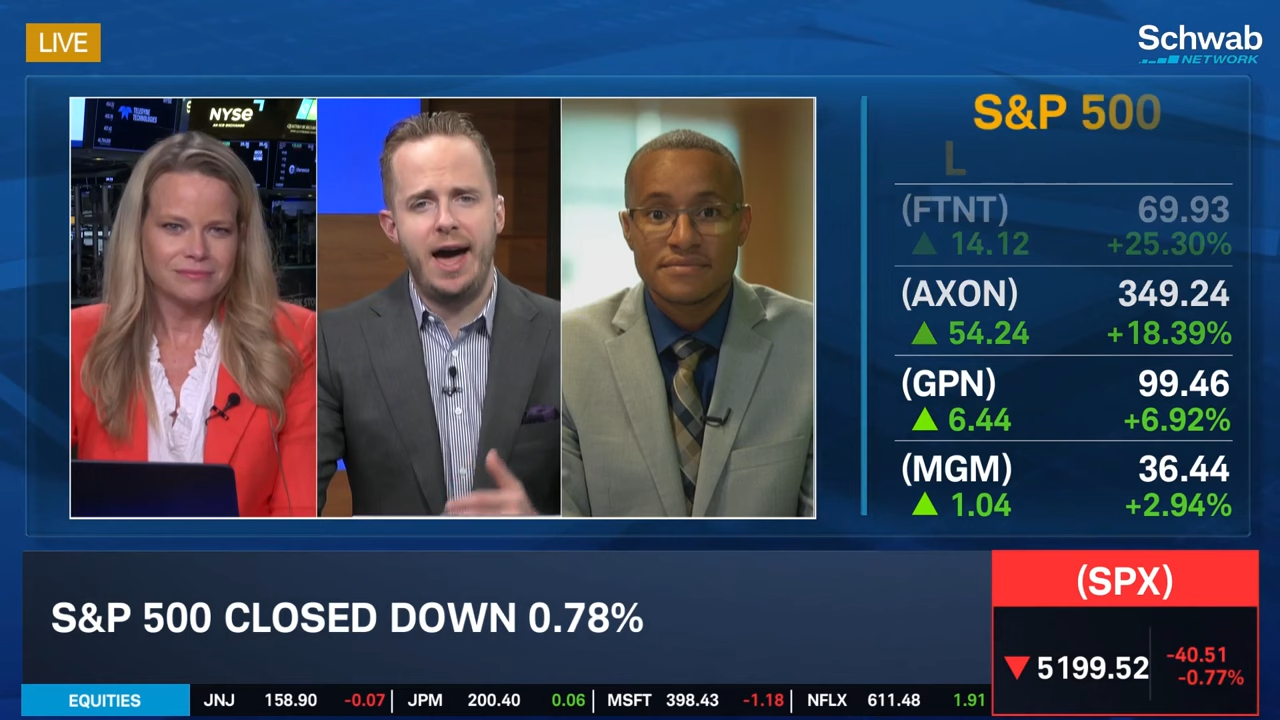 LIVE
Schwab
NETWORK
TELEDYNE
TECHNOLOGIES
NYSE
S&P 500
L
(FTNT) 69.93
▲ 14.12 +25.30%
(AXON) 349.24
▲ 54.24 +18.39%
(GPN) 99.46
▲ 6.44 +6.92%
(MGM) 36.44
▲ 1.04 +2.94%
S&P 500 CLOSED DOWN 0.78%
(SPX)
▼ 5199.52 -40.51
-0.77%
EQUITIES JNJ 158.90 -0.07 | JPM 200.40 0.06 | MSFT 398.43 -1.18 | NFLX 611.48 1.91